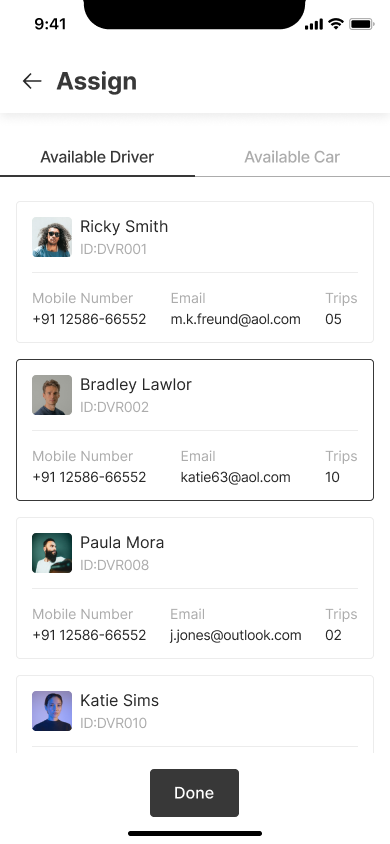 9:41
Assign
Available Driver Available Car
Ricky Smith
ID:DVR001
Mobile Number Email Trips
+91 12586-66552 m.k.freund@aol.com 05
Bradley Lawlor
ID:DVR002
Mobile Number Email Trips
+91 12586-66552 katie63@aol.com 10
Paula Mora
ID:DVR008
Mobile Number Email Trips
+91 12586-66552 j.jones@outlook.com 02
Katie Sims
ID:DVR010
Done